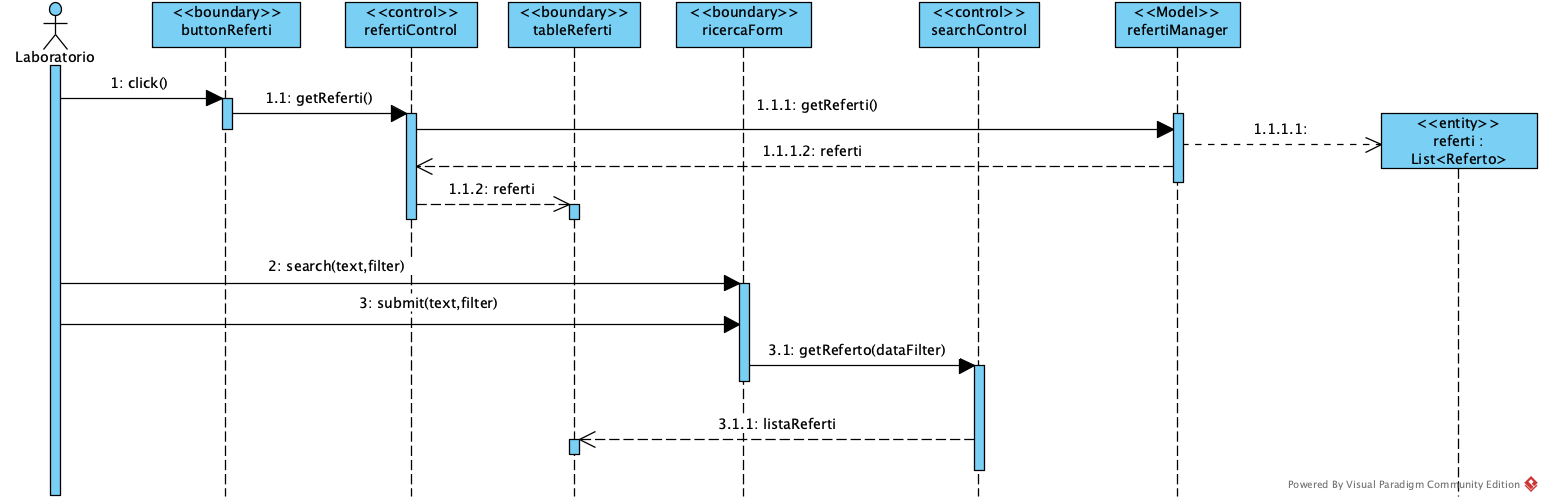 <<boundary>>
buttonReferti
<<control>>
refertiControl
<<boundary>>
tableReferti
<<boundary>>
ricercaForm
<<control>>
searchControl
<<Model>>
refertiManager
Laboratorio
1: click()
1.1: getReferti()
1.1.1: getReferti()
1.1.1.1:
<<entity>>
referti :
List<Referto>
1.1.1.2: referti
1.1.2: referti
2: search(text,filter)
3: submit(text,filter)
3.1: getReferto(dataFilter)
3.1.1: listaReferti
Powered By Visual Paradigm Community Edition